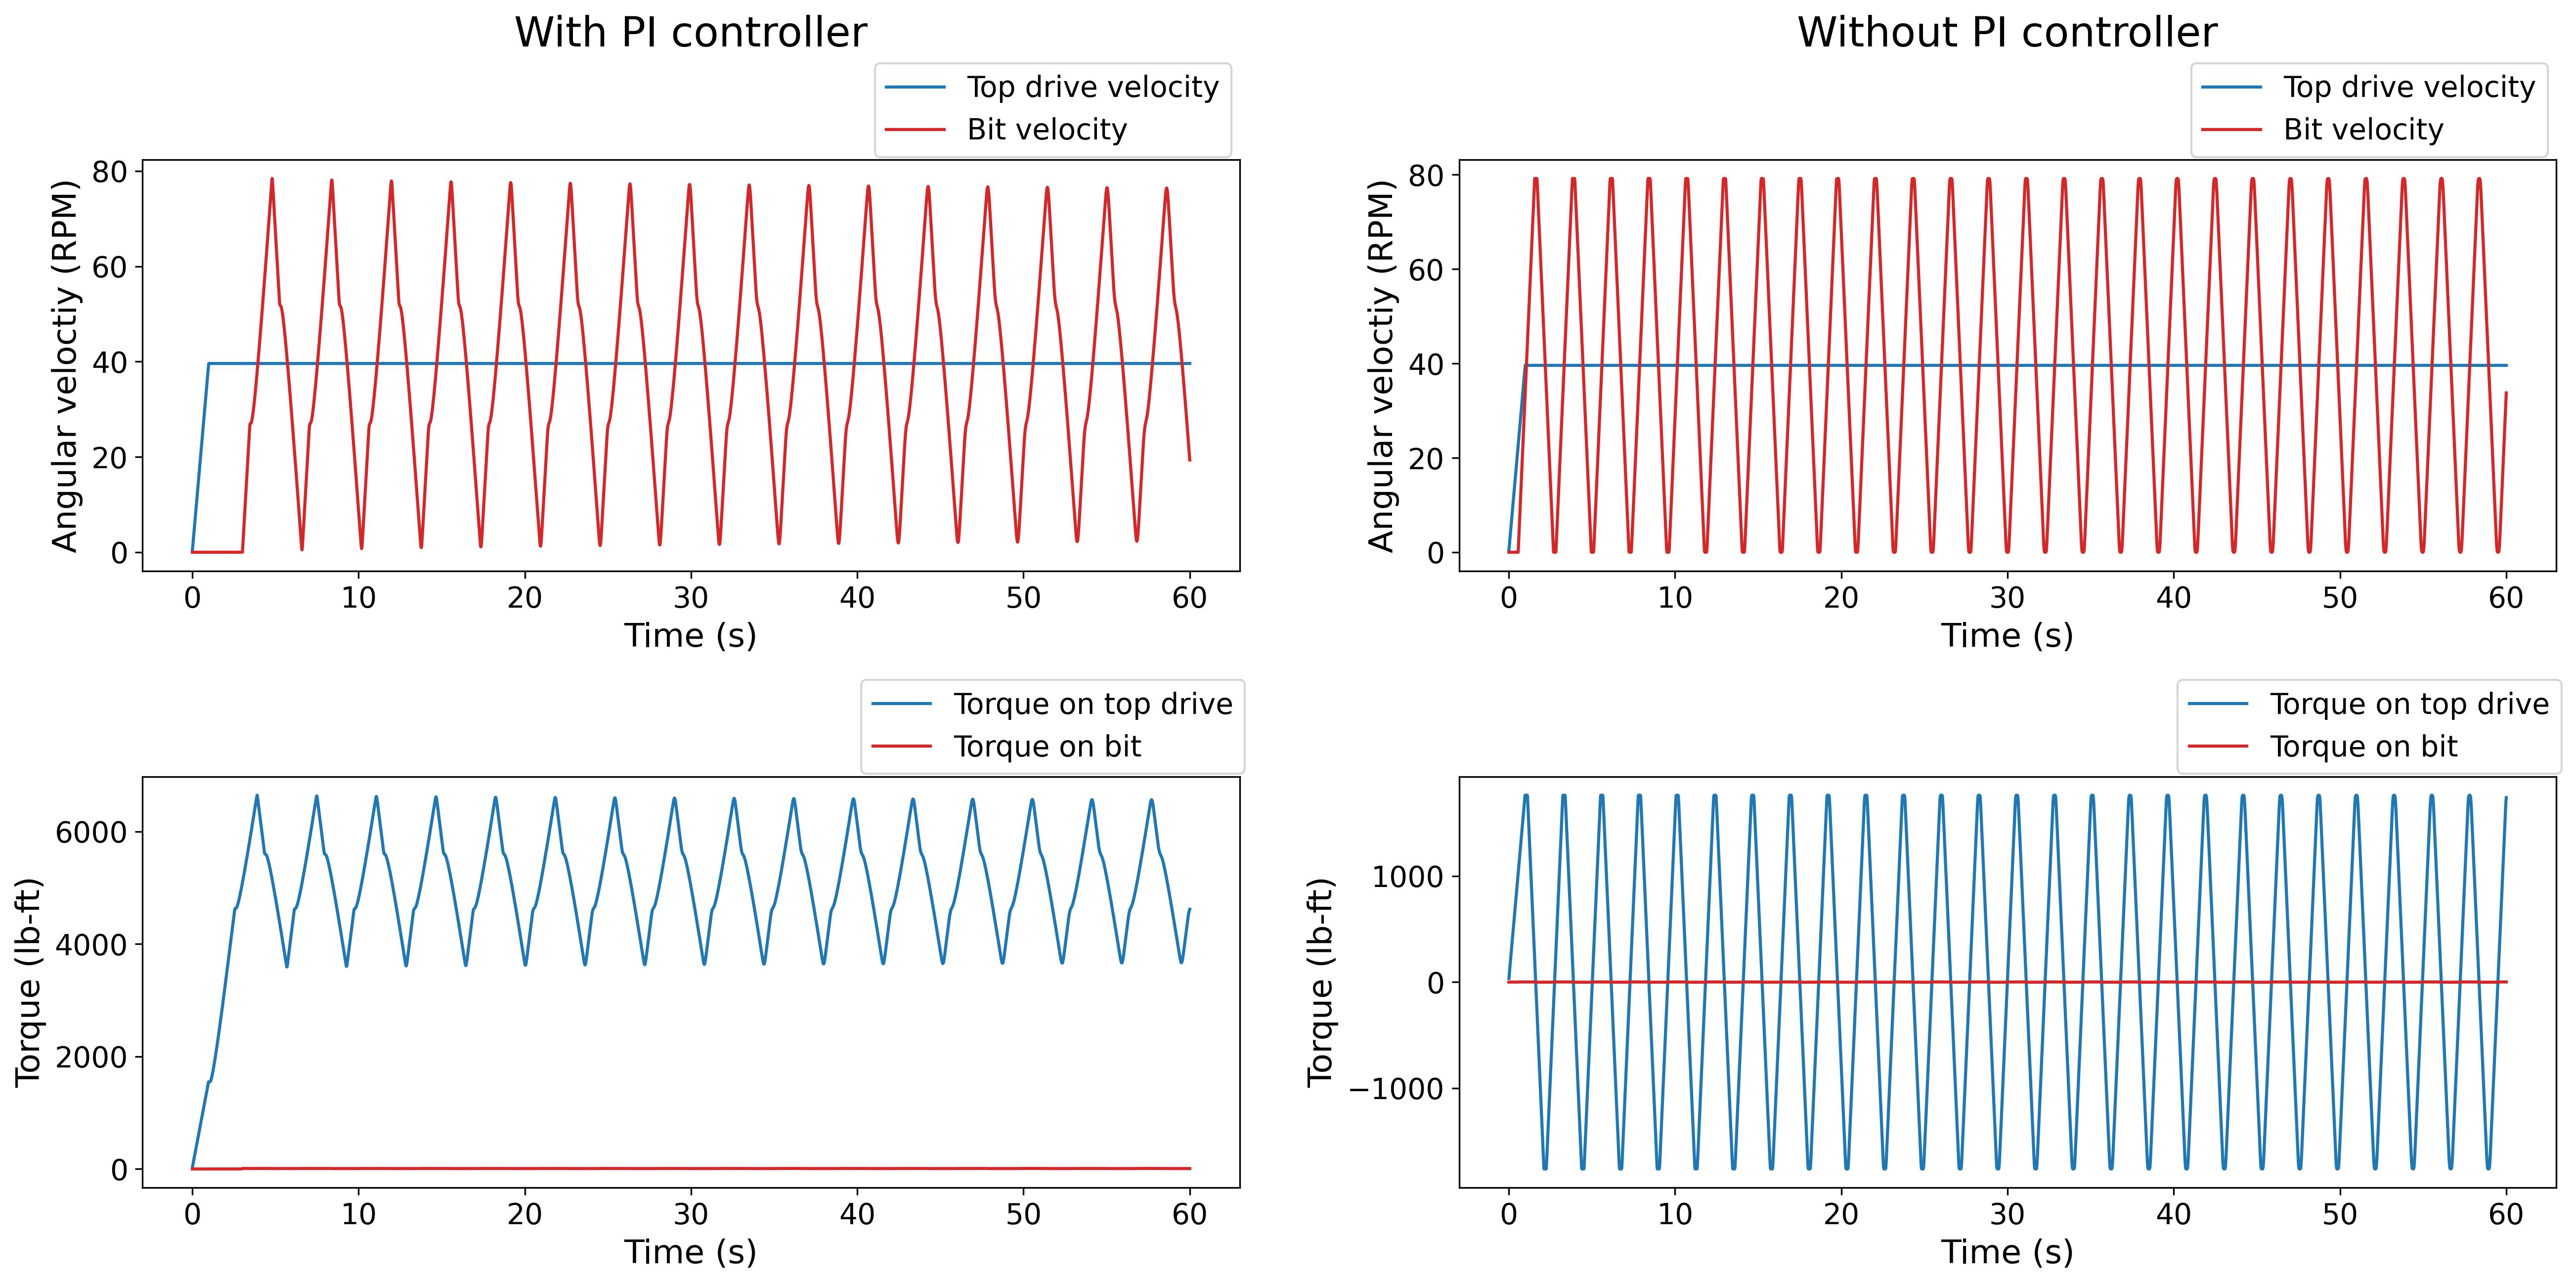 With PI controller
Without PI controller
Top drive velocity
Bit velocity
Angular veloctiy (RPM)
80
60
40
20
0
0 10 20 30 40 50 60
Time (s)
Top drive velocity
Bit velocity
Angular veloctiy (RPM)
80
60
40
20
0
0 10 20 30 40 50 60
Time (s)
Torque on top drive
Torque on bit
Torque (lb-ft)
6000
4000
2000
0
0 10 20 30 40 50 60
Time (s)
Torque on top drive
Torque on bit
Torque (lb-ft)
1000
0
−1000
0 10 20 30 40 50 60
Time (s)